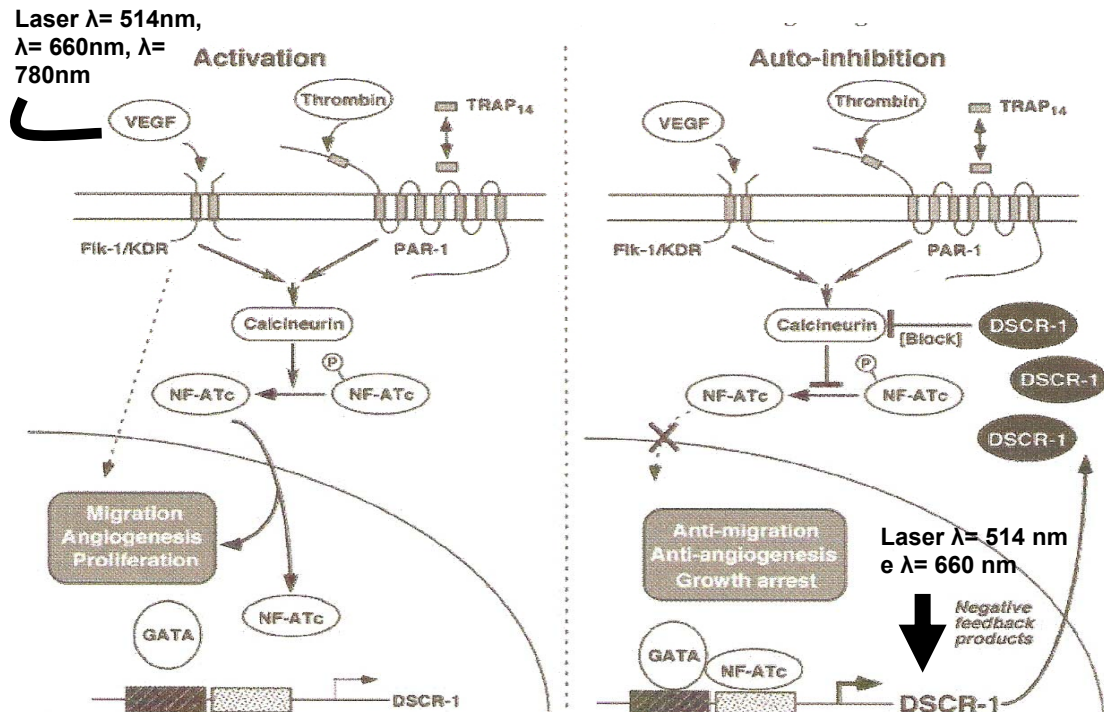 Laser λ= 514nm,
λ= 660nm, λ=
780nm
Activation
VEGF
Thrombin
TRAP14
Flk-1/KDR
PAR-1
Calcineurin
P
NF-ATc
NF-ATc
Migration
Angiogenesis
Proliferation
NF-ATc
GATA
DSCR-1
Auto-inhibition
VEGF
Thrombin
TRAP14
Flk-1/KDR
PAR-1
Calcineurin
[Block]
DSCR-1
P
NF-ATc
NF-ATc
DSCR-1
DSCR-1
Anti-migration
Anti-angiogenesis
Growth arrest
Laser λ= 514 nm
e λ= 660 nm
Negative
feedback
products
GATA
NF-ATc
DSCR-1